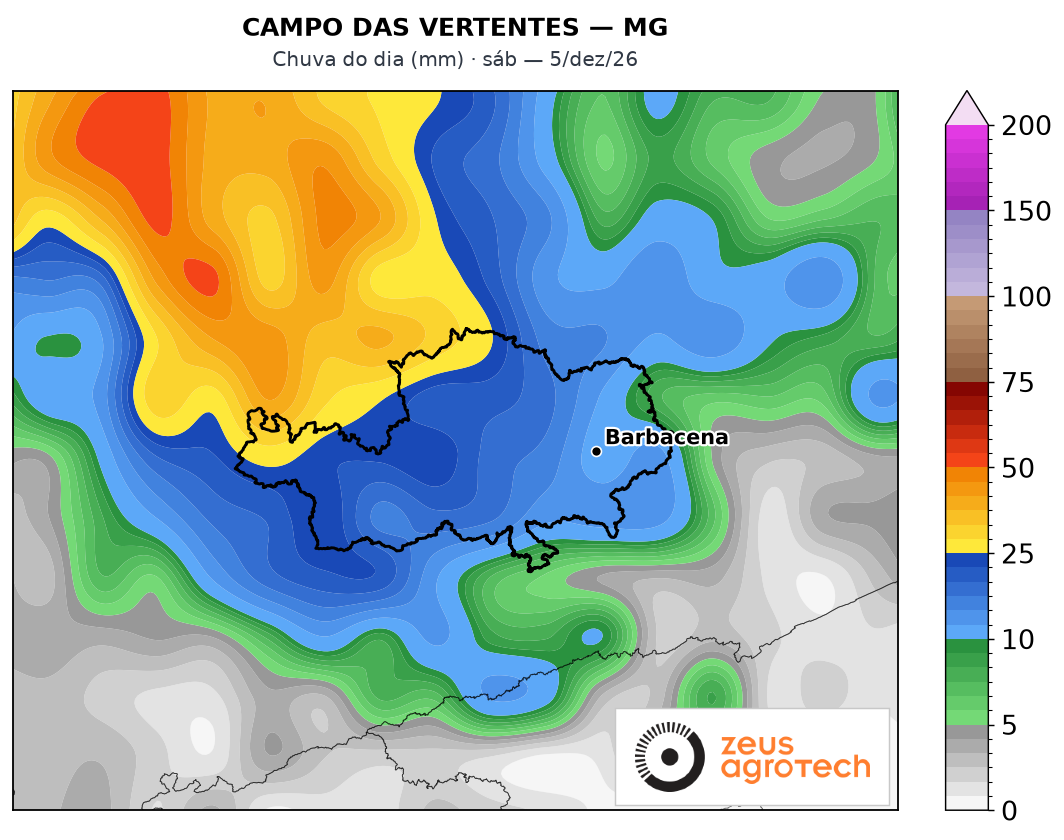 CAMPO DAS VERTENTES — MG
Chuva do dia (mm) · sáb — 5/dez/26
200
150
100
75
50
25
10
5
0
Barbacena
zeus
agrotech